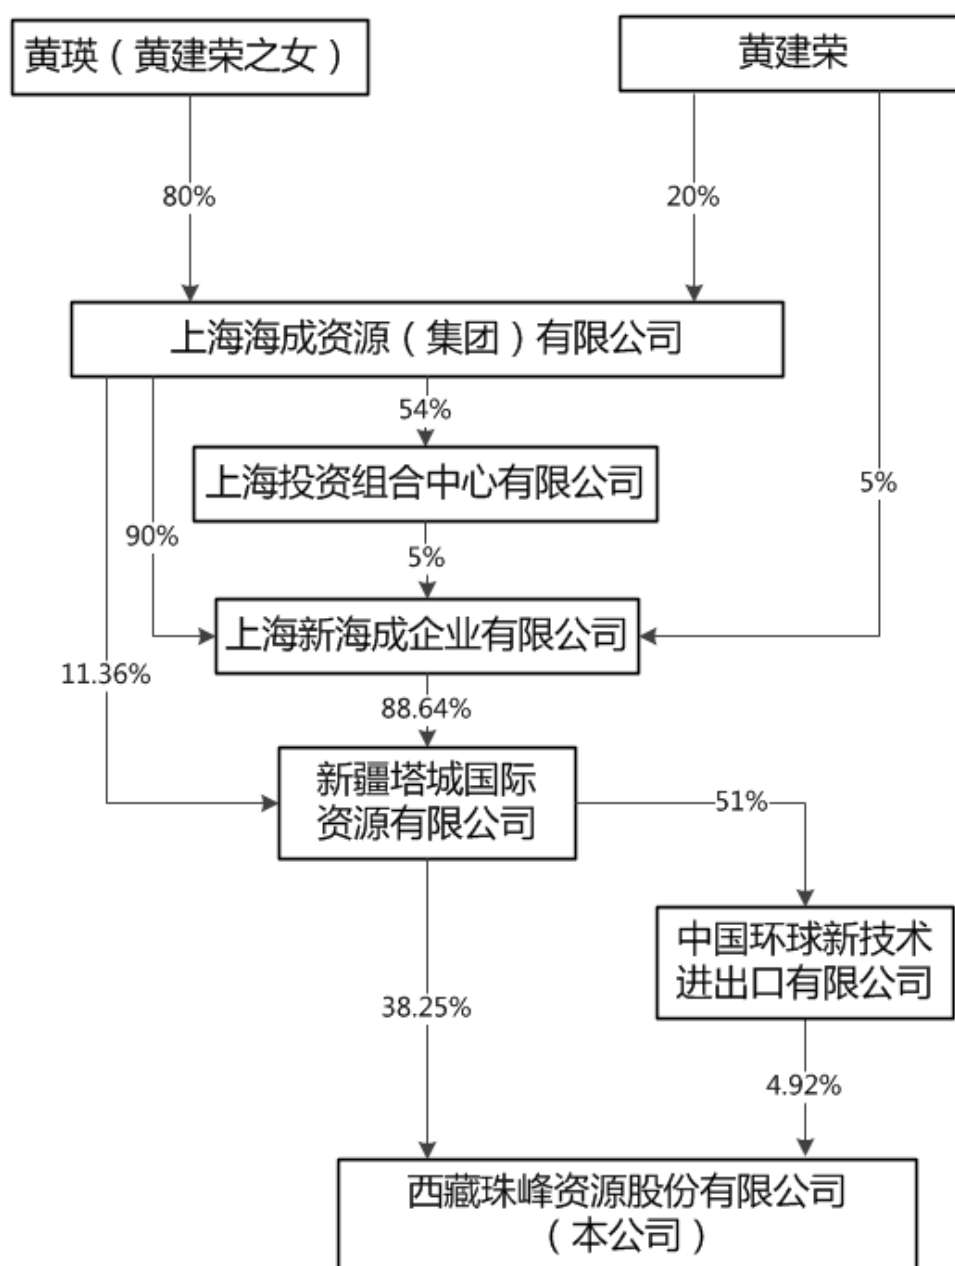 黄瑛（黄建荣之女）
黄建荣
80%
20%
上海海成资源（集团）有限公司
54%
上海投资组合中心有限公司
5%
90%
5%
上海新海成企业有限公司
11.36%
88.64%
新疆塔城国际
资源有限公司
51%
中国环球新技术
进出口有限公司
38.25%
4.92%
西藏珠峰资源股份有限公司
（本公司）